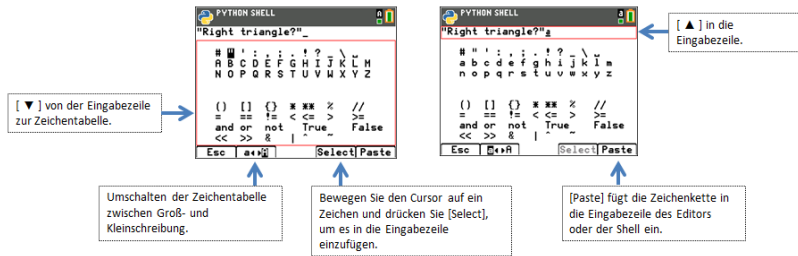 PYTHON SHELL
"Right triangle?"_
# " ' : , ; . ! ? _ \ ~
A B C D E F G H I J K L M
N O P Q R S T U V W X Y Z
() [] {} * ** % //
= == != < <= > >=
and or not True False
<< >> & | ^ ~
Esc a◂▸A Select Paste
PYTHON SHELL a
"Right triangle?"a
# " ' : , ; . ! ? _ \
a b c d e f g h i j k l m
n o p q r s t u v w x y z
() [] {} * ** % //
= == != < <= > >=
and or not True False
<< >> & | ^ ~
Esc a◂▸A Select Paste
[ ▲ ] in die
Eingabezeile.
[ ▼ ] von der Eingabezeile
zur Zeichentabelle.
Umschalten der Zeichentabelle
zwischen Groß- und
Kleinschreibung.
Bewegen Sie den Cursor auf ein
Zeichen und drücken Sie [Select],
um es in die Eingabezeile
einzufügen.
[Paste] fügt die Zeichenkette in
die Eingabezeile des Editors
oder der Shell ein.